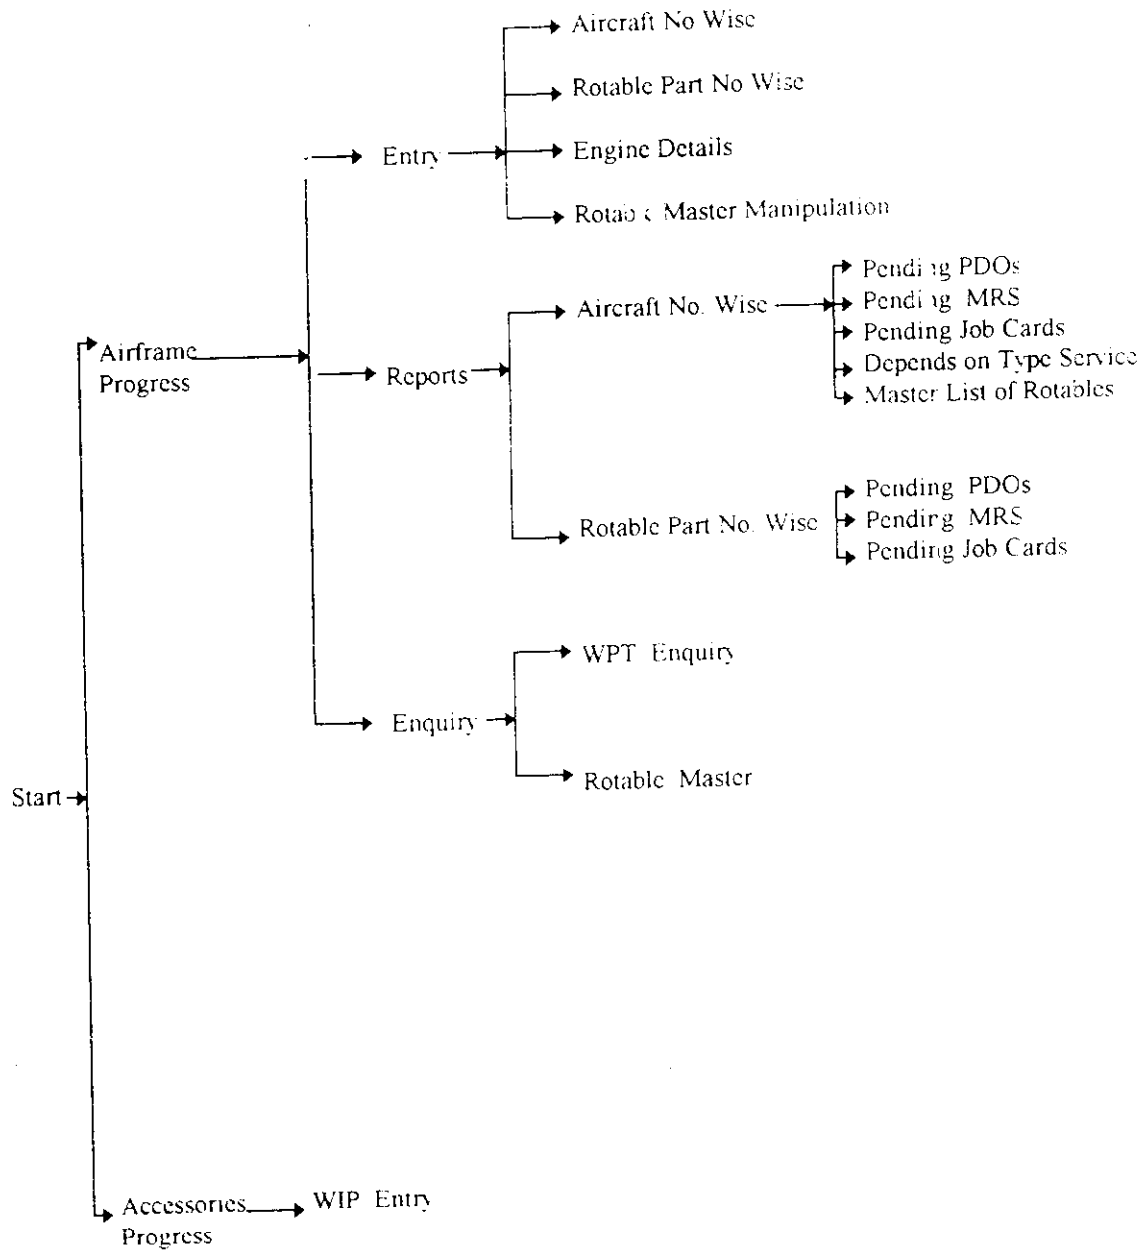 Aircraft No Wise
Rotable Part No Wise
Entry
Engine Details
Rotable Master Manipulation
Airframe
Progress
Reports
Aircraft No. Wise
Pending PDOs
Pending MRS
Pending Job Cards
Depends on Type Service
Master List of Rotables
Rotable Part No. Wise
Pending PDOs
Pending MRS
Pending Job Cards
Enquiry
WPT Enquiry
Rotable Master
Start
Accessories
Progress
WIP Entry